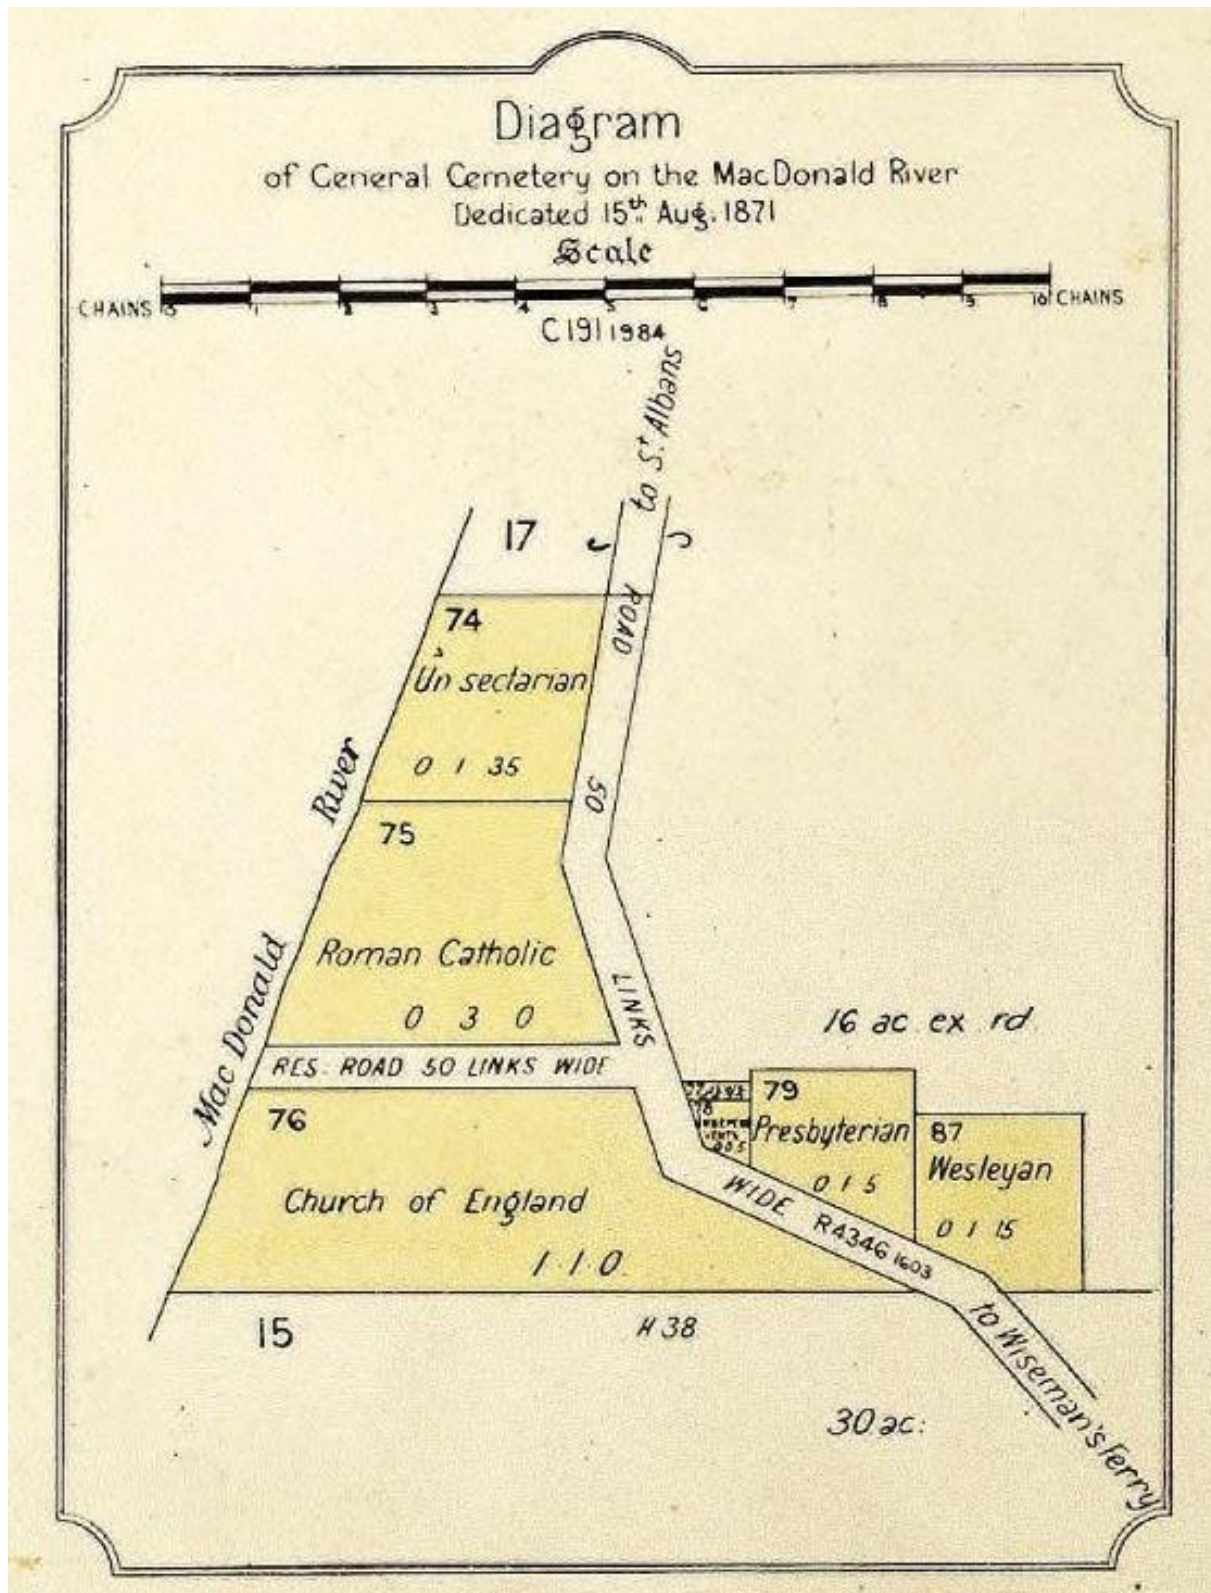 Diagram
of General Cemetery on the MacDonald River
Dedicated 15th Aug. 1871
Scale
CHAINS 1 2 3 4 5 6 7 8 9 10 CHAINS
C 191 1984
to St. Albans
17
ROAD
74
Un sectarian
0 1 35
50
River
75
Roman Catholic
0 3 0
LINKS
MacDonald
16 ac ex rd
RES. ROAD 50 LINKS WIDE
76
Church of England
1. 1. 0.
78
79
Presbyterian
0 1 5
87
Wesleyan
0 1 15
WIDE R4346 1603
to Wiseman's Ferry
15
H 38
30 ac: